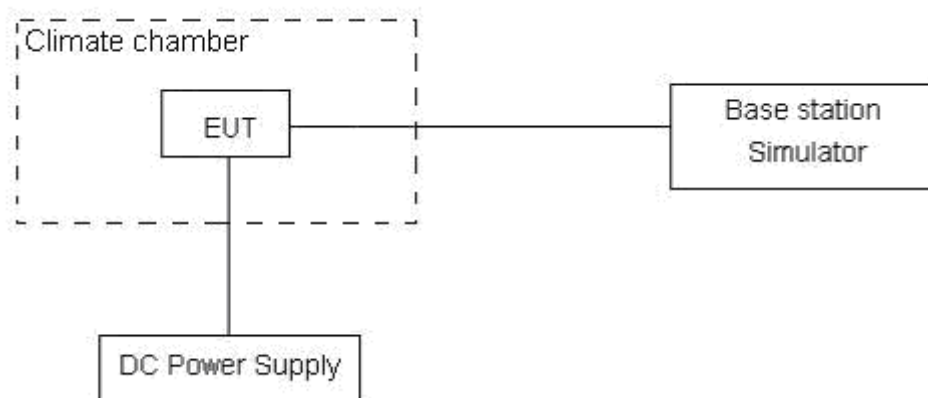 Climate chamber
EUT
Base station
Simulator
DC Power Supply